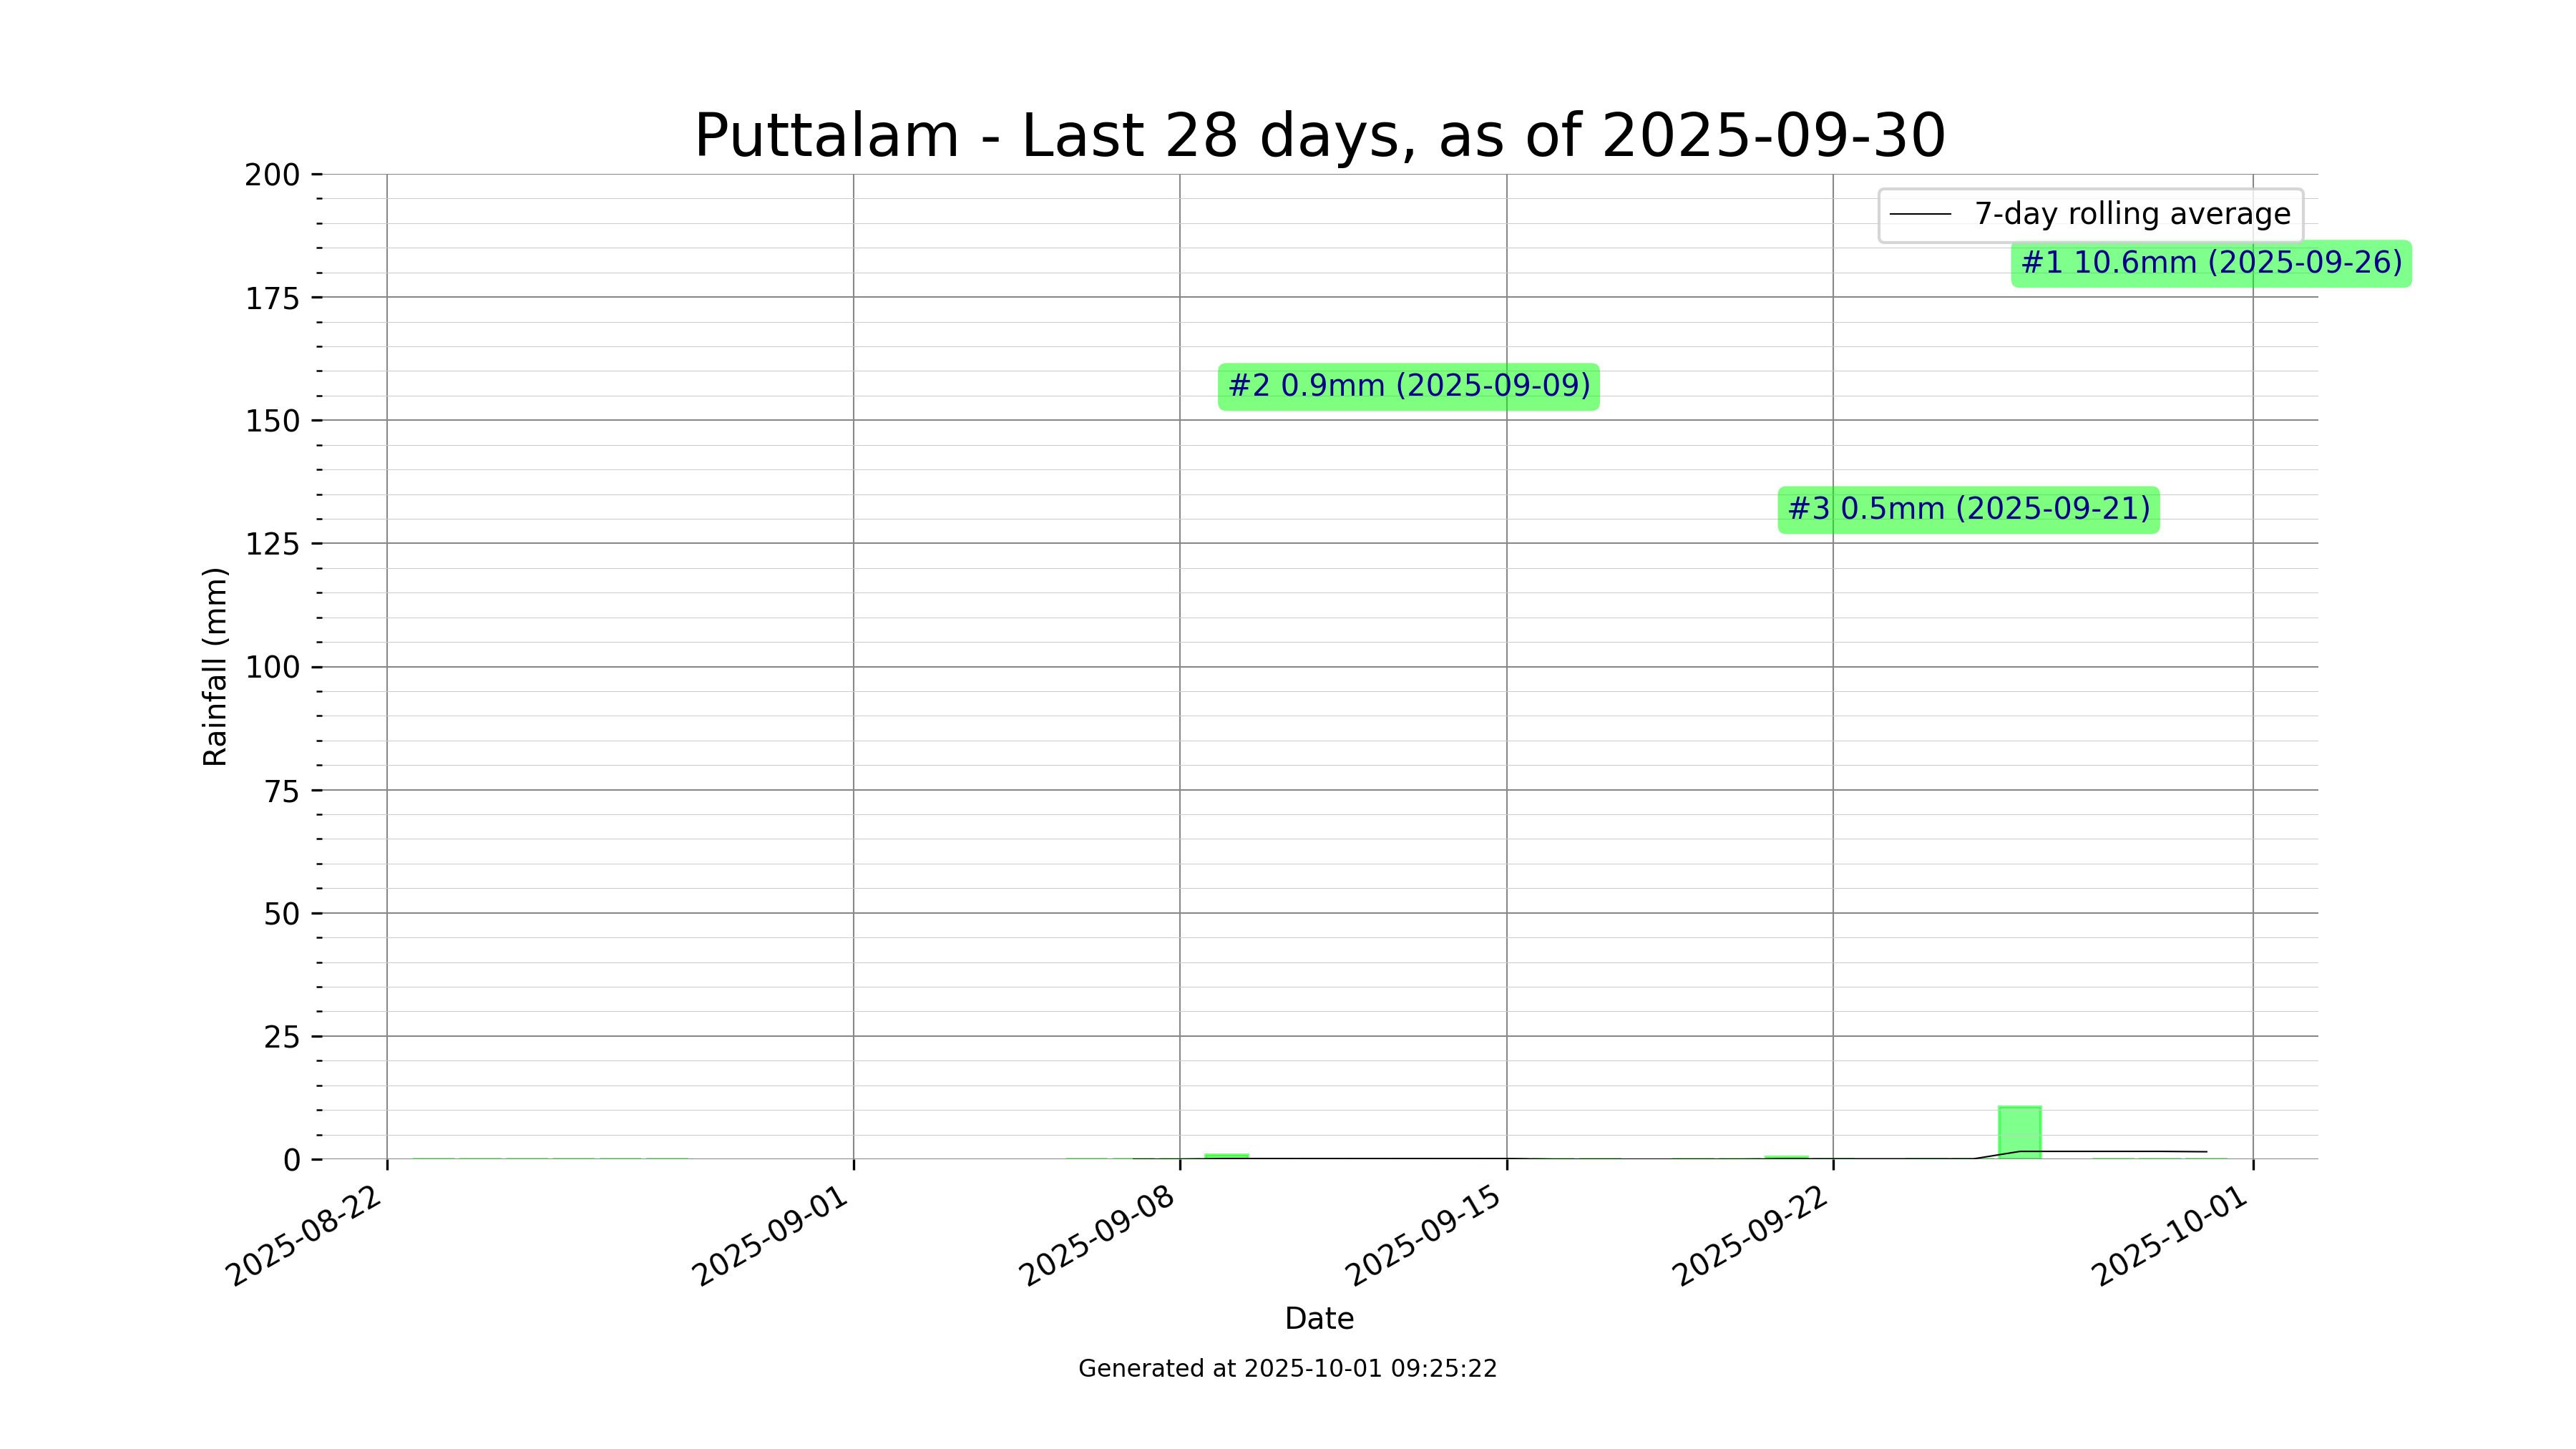 Puttalam - Last 28 days, as of 2025-09-30
200
175
150
125
100
75
50
25
0
Rainfall (mm)
7-day rolling average
#1 10.6mm (2025-09-26)
#2 0.9mm (2025-09-09)
#3 0.5mm (2025-09-21)
2025-08-22
2025-09-01
2025-09-08
2025-09-15
2025-09-22
2025-10-01
Date
Generated at 2025-10-01 09:25:22